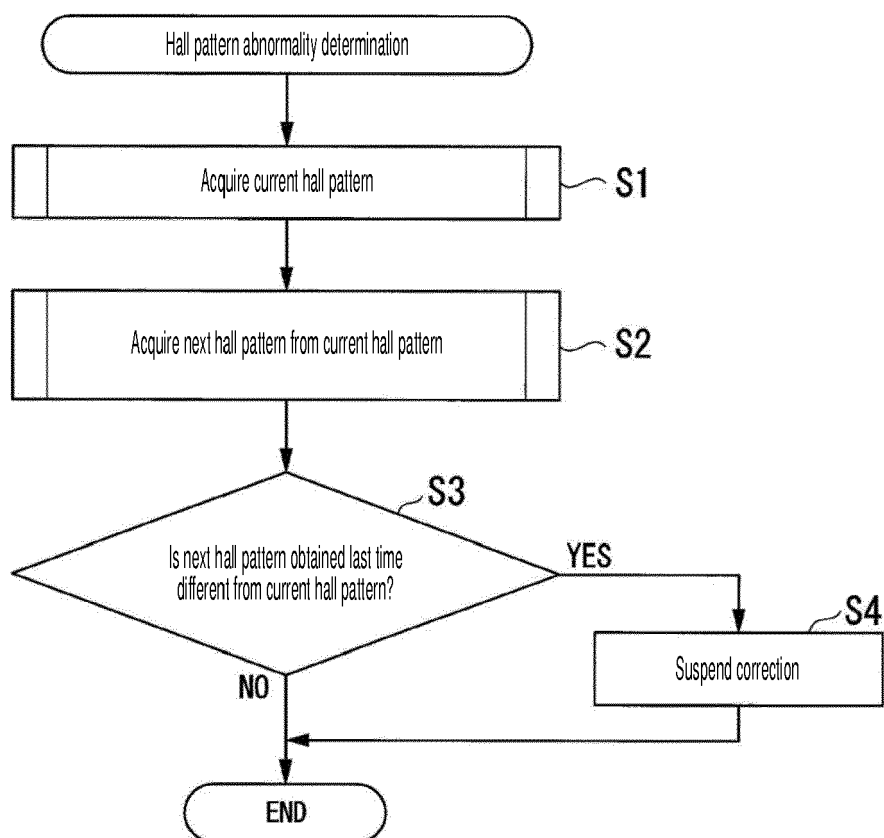 Hall pattern abnormality determination
Acquire current hall pattern
S1
Acquire next hall pattern from current hall pattern
S2
S3
Is next hall pattern obtained last time
different from current hall pattern?
YES
S4
Suspend correction
NO
END